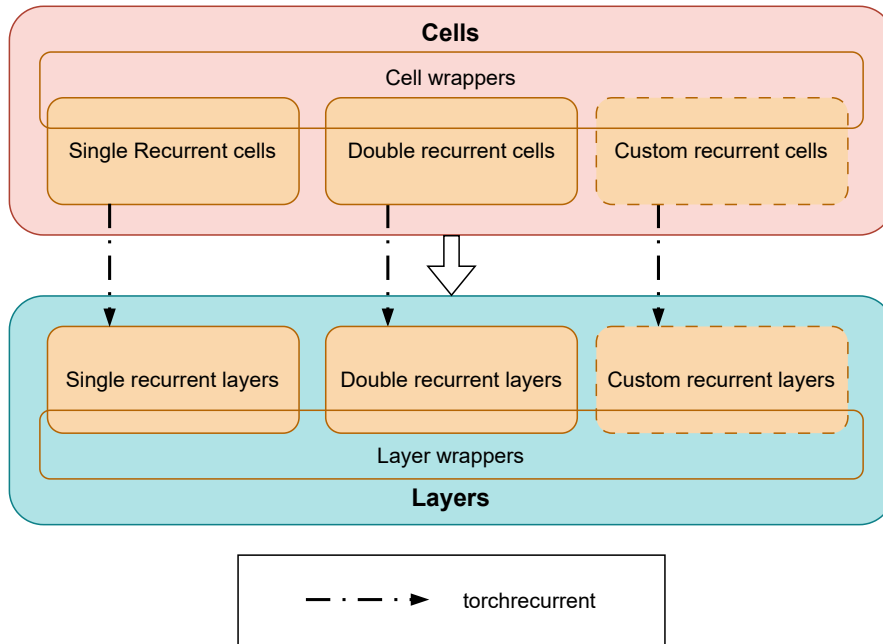 Cells
Cell wrappers
Single Recurrent cells
Double recurrent cells
Custom recurrent cells
Single recurrent layers
Double recurrent layers
Custom recurrent layers
Layer wrappers
Layers
torchrecurrent